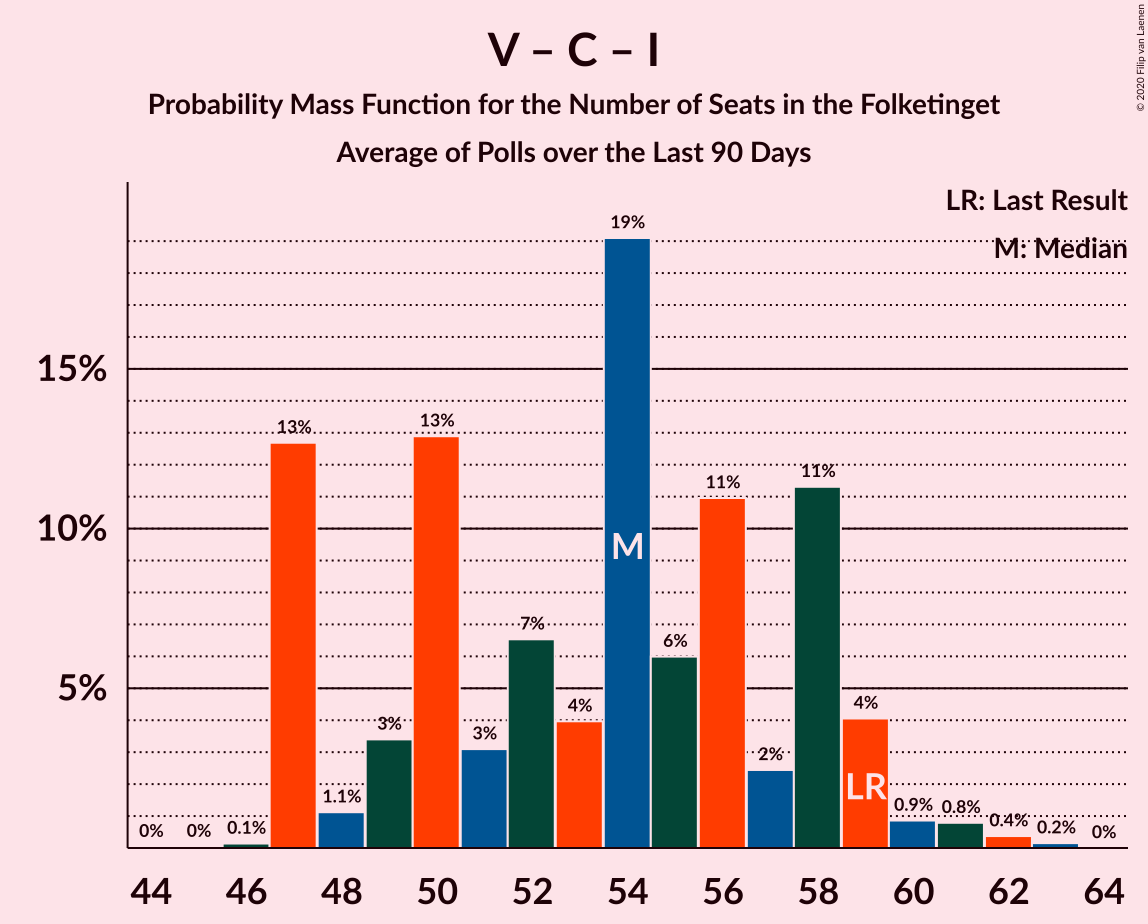 V – C – I
Probability Mass Function for the Number of Seats in the Folketinget
Average of Polls over the Last 90 Days
© 2020 Filip van Laenen
LR: Last Result
M: Median
15%
10%
5%
0%
0%
0.1%
13%
1.1%
3%
13%
3%
7%
4%
19%
6%
11%
2%
11%
4%
0.9%
0.8%
0.4%
0.2%
0%
M
LR
44 46 48 50 52 54 56 58 60 62 64